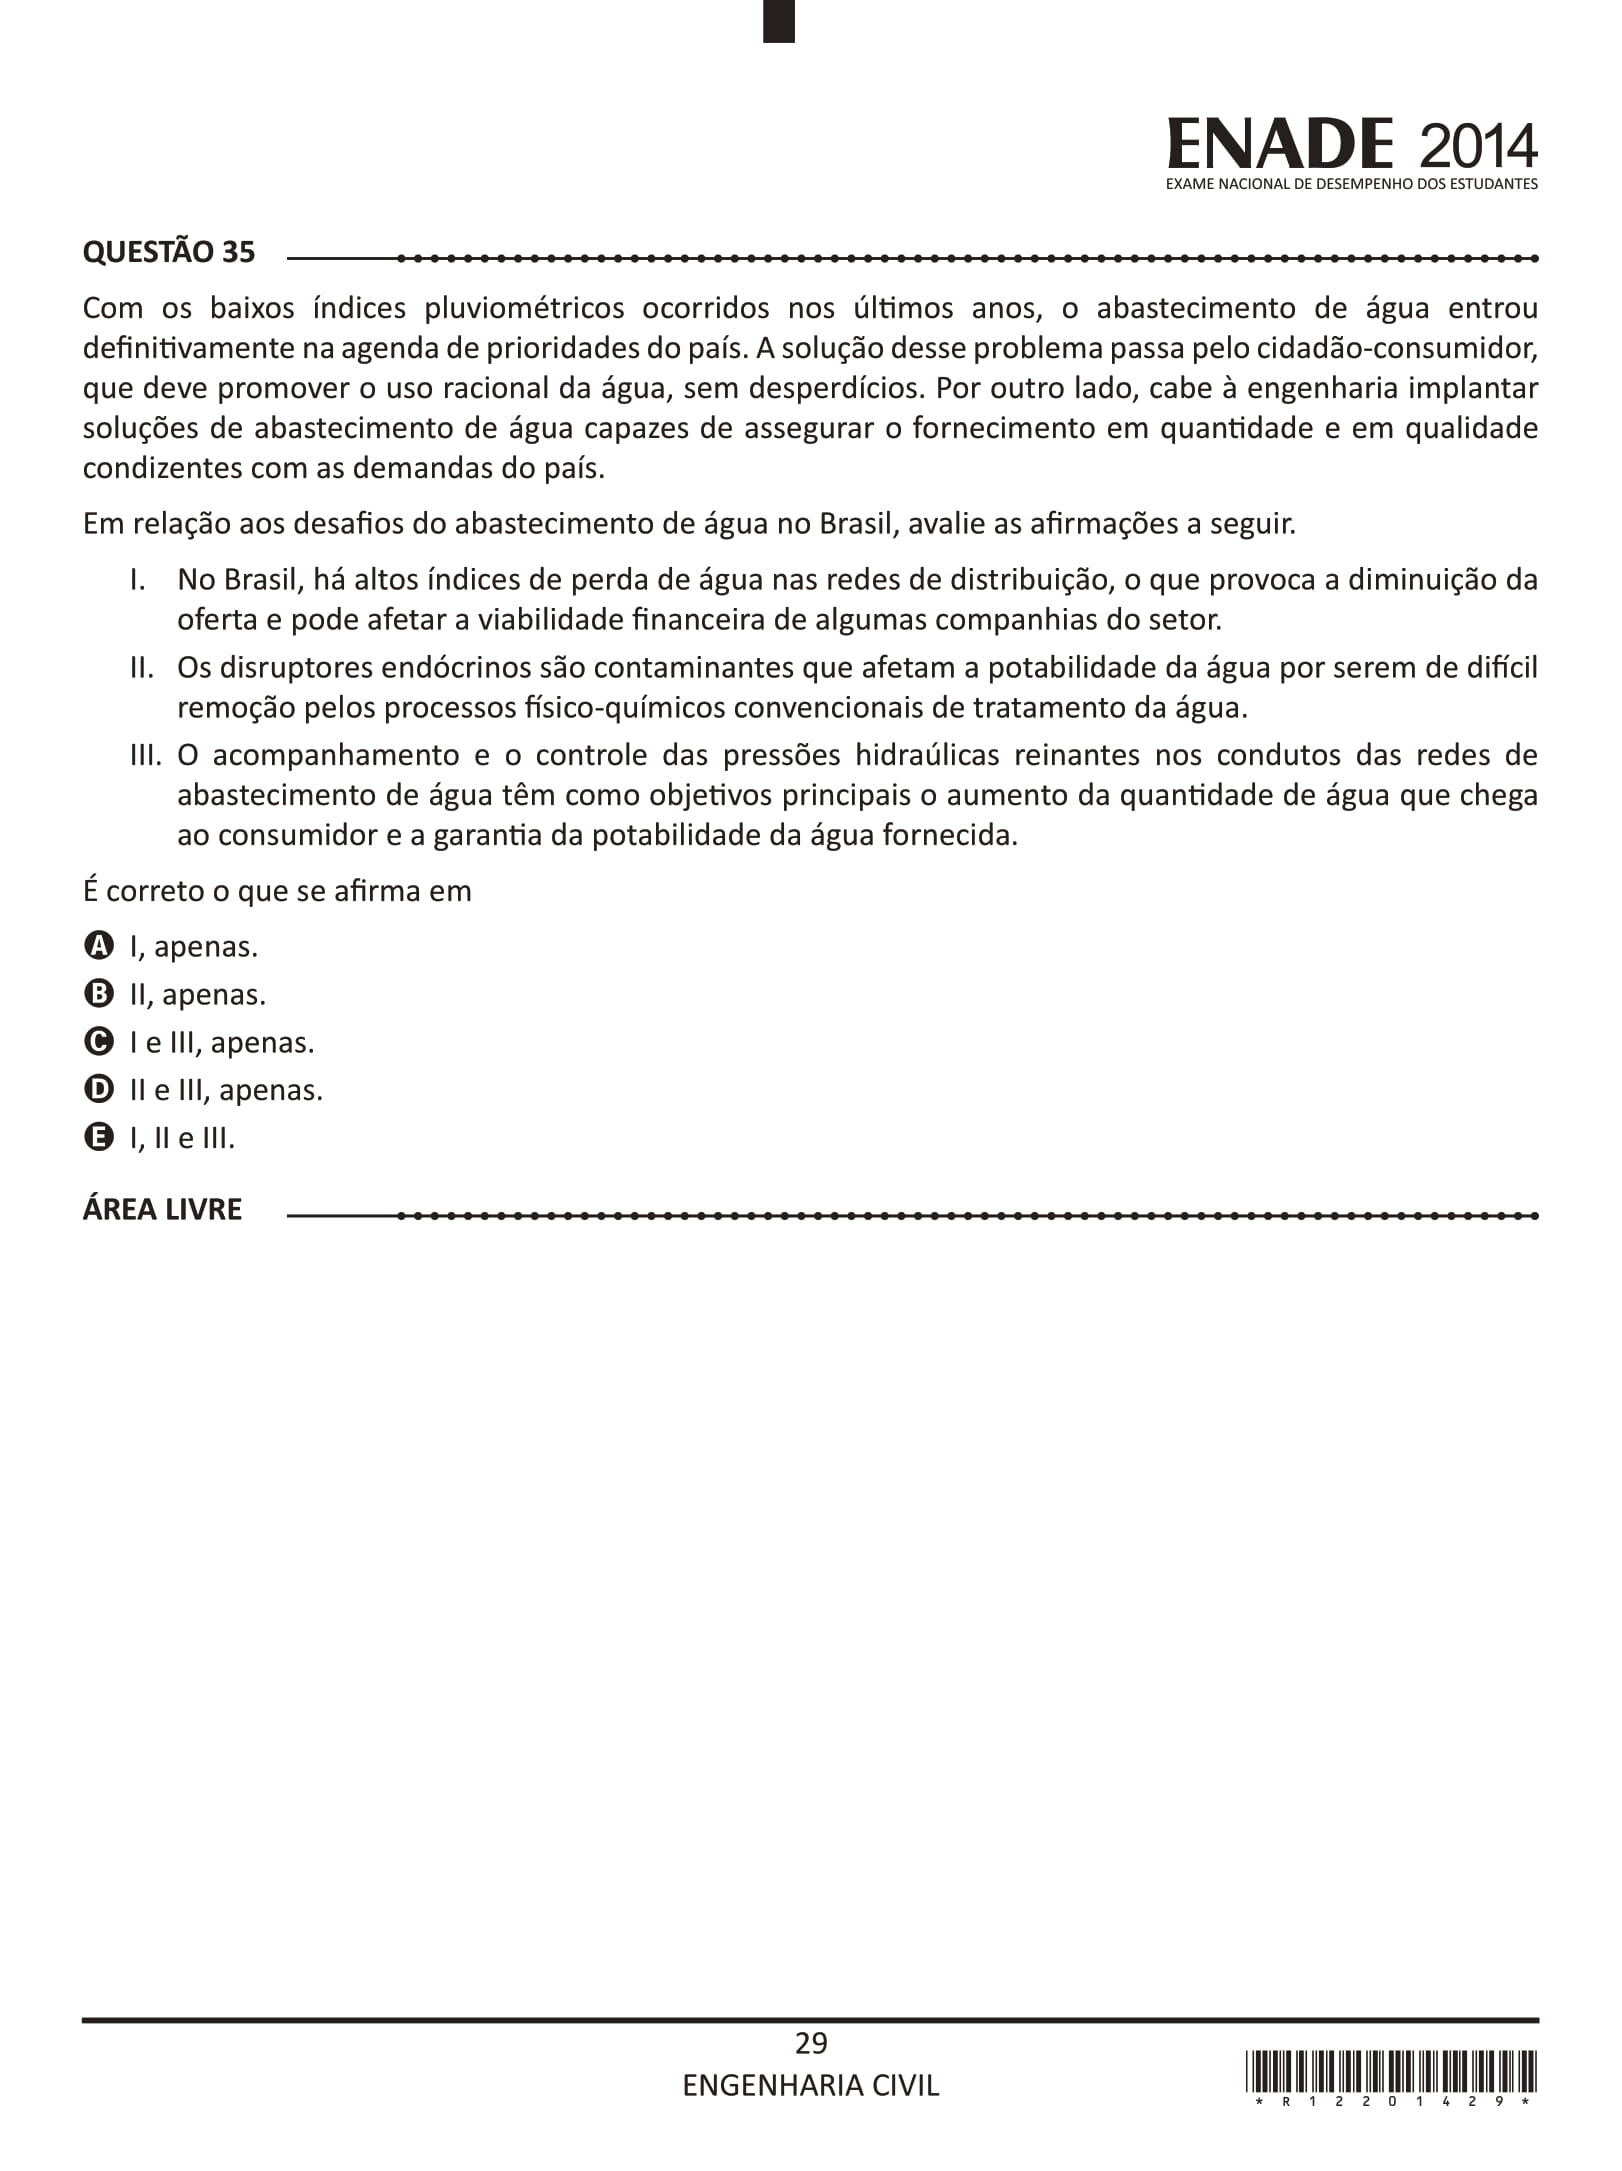 ENADE 2014
EXAME NACIONAL DE DESEMPENHO DOS ESTUDANTES
QUESTÃO 35
Com os baixos índices pluviométricos ocorridos nos últimos anos, o abastecimento de água entrou
definitivamente na agenda de prioridades do país. A solução desse problema passa pelo cidadão-consumidor,
que deve promover o uso racional da água, sem desperdícios. Por outro lado, cabe à engenharia implantar
soluções de abastecimento de água capazes de assegurar o fornecimento em quantidade e em qualidade
condizentes com as demandas do país.
Em relação aos desafios do abastecimento de água no Brasil, avalie as afirmações a seguir.
I. No Brasil, há altos índices de perda de água nas redes de distribuição, o que provoca a diminuição da
oferta e pode afetar a viabilidade financeira de algumas companhias do setor.
II. Os disruptores endócrinos são contaminantes que afetam a potabilidade da água por serem de difícil
remoção pelos processos físico-químicos convencionais de tratamento da água.
III. O acompanhamento e o controle das pressões hidraúlicas reinantes nos condutos das redes de
abastecimento de água têm como objetivos principais o aumento da quantidade de água que chega
ao consumidor e a garantia da potabilidade da água fornecida.
É correto o que se afirma em
A I, apenas.
B II, apenas.
C I e III, apenas.
D II e III, apenas.
E I, II e III.
ÁREA LIVRE
29
ENGENHARIA CIVIL
*R12201429*